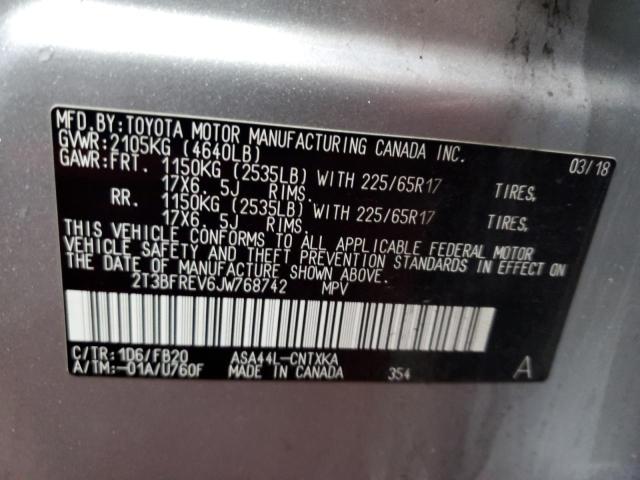 MFD.BY:TOYOTA MOTOR MANUFACTURING CANADA INC.
GVWR:2105KG (4640LB) 03/18
GAWR:FRT. 1150KG (2535LB) WITH 225/65R17 TIRES,
17X6. 5J RIMS.
RR. 1150KG (2535LB) WITH 225/65R17 TIRES,
17X6. 5J RIMS.
THIS VEHICLE CONFORMS TO ALL APPLICABLE FEDERAL MOTOR
VEHICLE SAFETY AND THEFT PREVENTION STANDARDS IN EFFECT ON
THE DATE OF MANUFACTURE SHOWN ABOVE.
2T3BFREV6JW768742 MPV
C/TR:1D6/FB20 ASA44L-CNTXKA
A/TM:-01A/U760F MADE IN CANADA 354 A